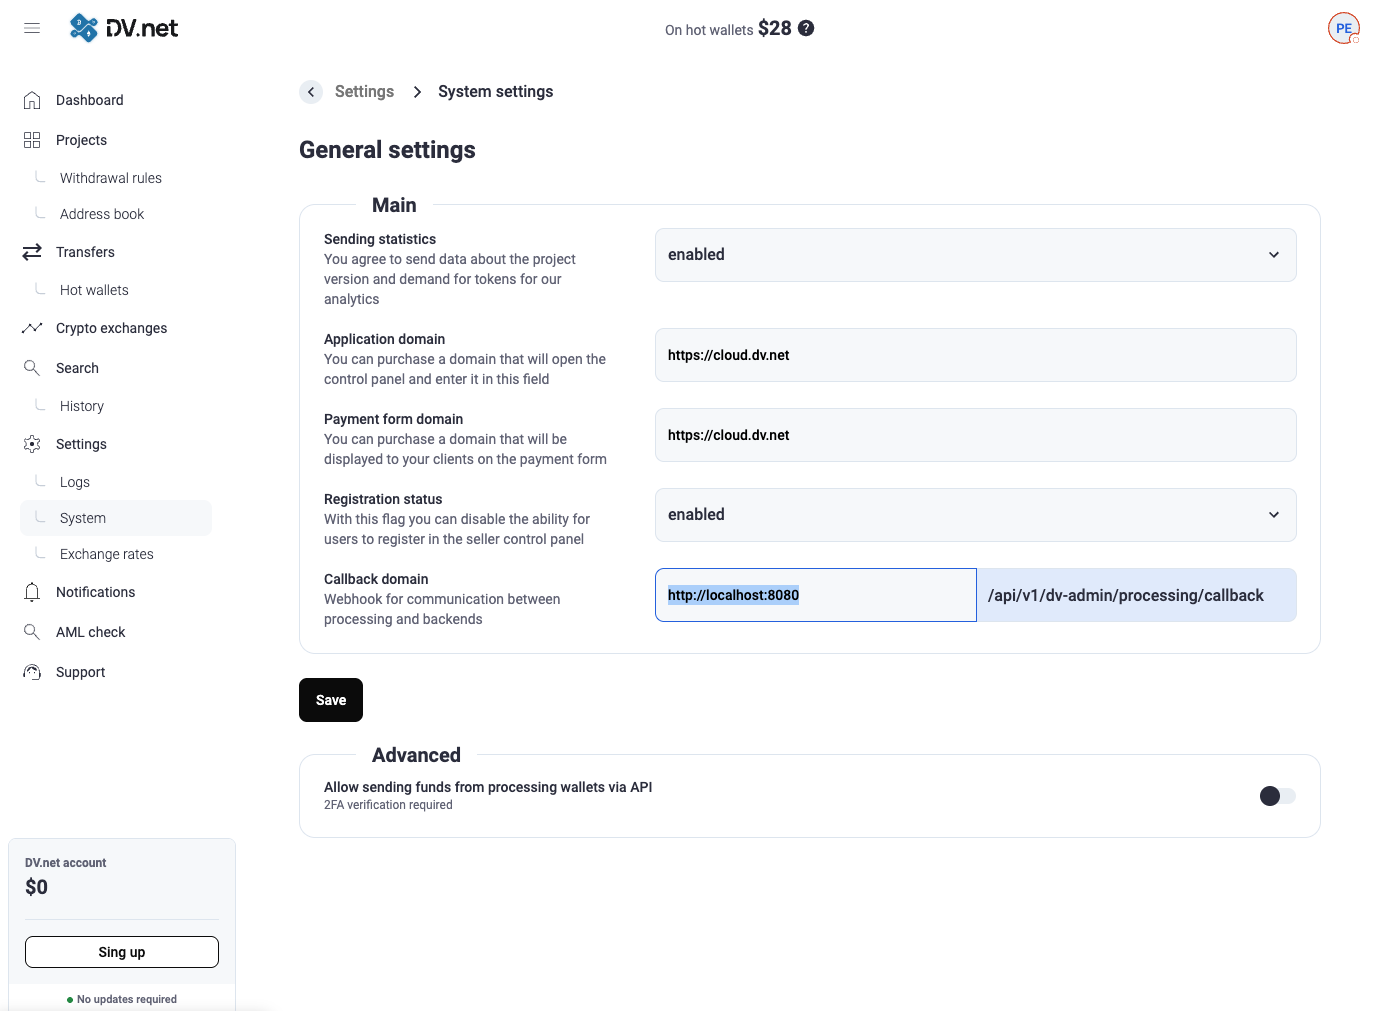 DV.net
On hot wallets $28 ?
PE
Dashboard
Projects
Withdrawal rules
Address book
Transfers
Hot wallets
Crypto exchanges
Search
History
Settings
Logs
System
Exchange rates
Notifications
AML check
Support
DV.net account
$0
Sing up
No updates required
Settings > System settings
General settings
Main
Sending statistics
You agree to send data about the project
version and demand for tokens for our
analytics
enabled
Application domain
You can purchase a domain that will open the
control panel and enter it in this field
https://cloud.dv.net
Payment form domain
You can purchase a domain that will be
displayed to your clients on the payment form
https://cloud.dv.net
Registration status
With this flag you can disable the ability for
users to register in the seller control panel
enabled
Callback domain
Webhook for communication between
processing and backends
http://localhost:8080 /api/v1/dv-admin/processing/callback
Save
Advanced
Allow sending funds from processing wallets via API
2FA verification required